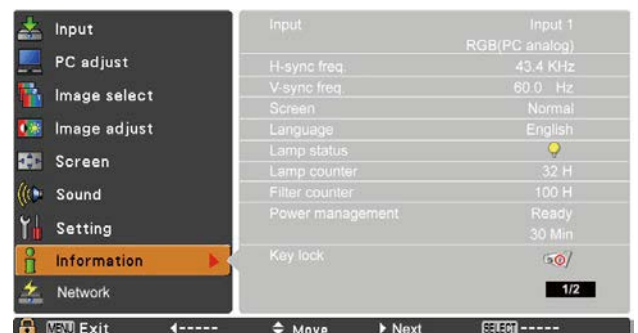 Input
PC adjust
Image select
Image adjust
Screen
Sound
Setting
Information
Network
Input Input 1
RGB(PC analog)
H-sync freq. 43.4 KHz
V-sync freq. 60.0 Hz
Screen Normal
Language English
Lamp status
Lamp counter 32 H
Filter counter 100 H
Power management Ready
30 Min
Key lock
1/2
MENU Exit ----- Move Next SELECT -----